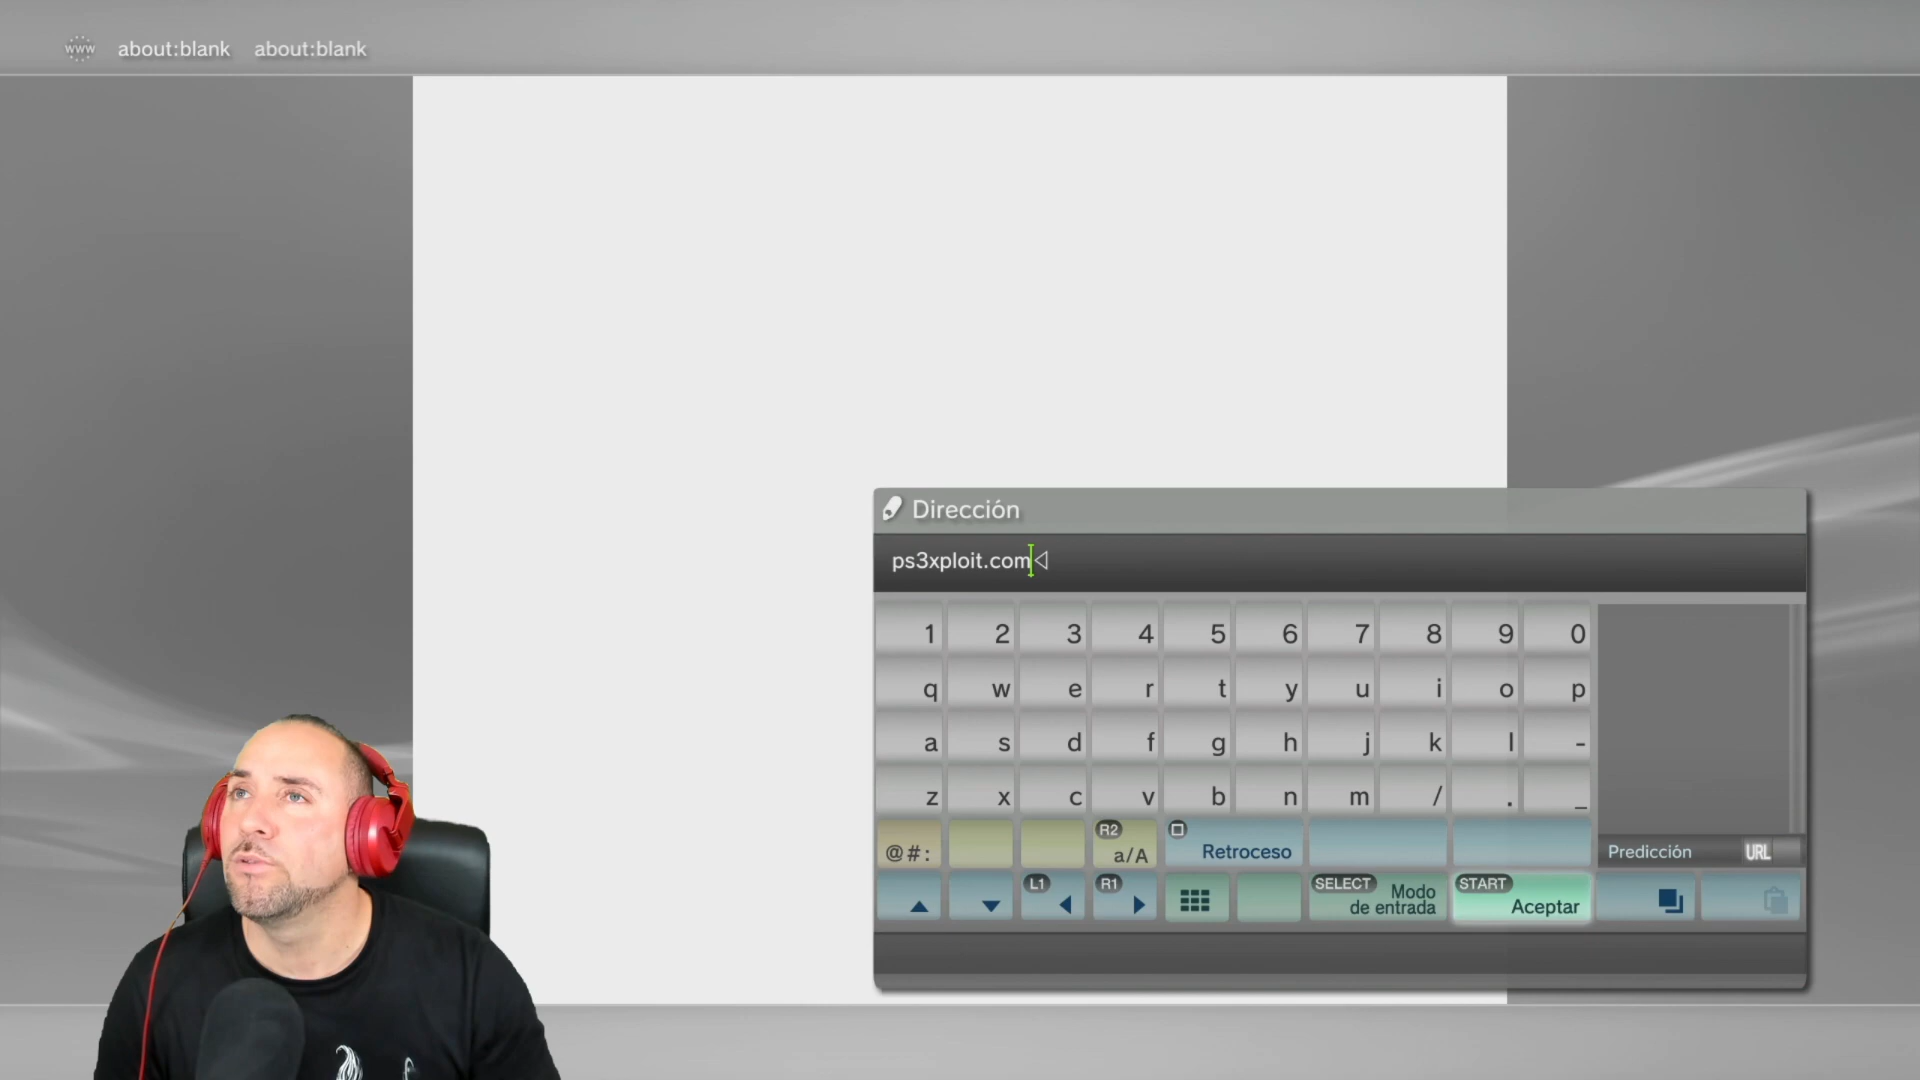 www about:blank about:blank
Dirección
ps3xploit.com
1 2 3 4 5 6 7 8 9 0
q w e r t y u i o p
a s d f g h j k l -
z x c v b n m / . _
@#: R2 a/A Retroceso Predicción URL
L1 R1 SELECT Modo de entrada START Aceptar